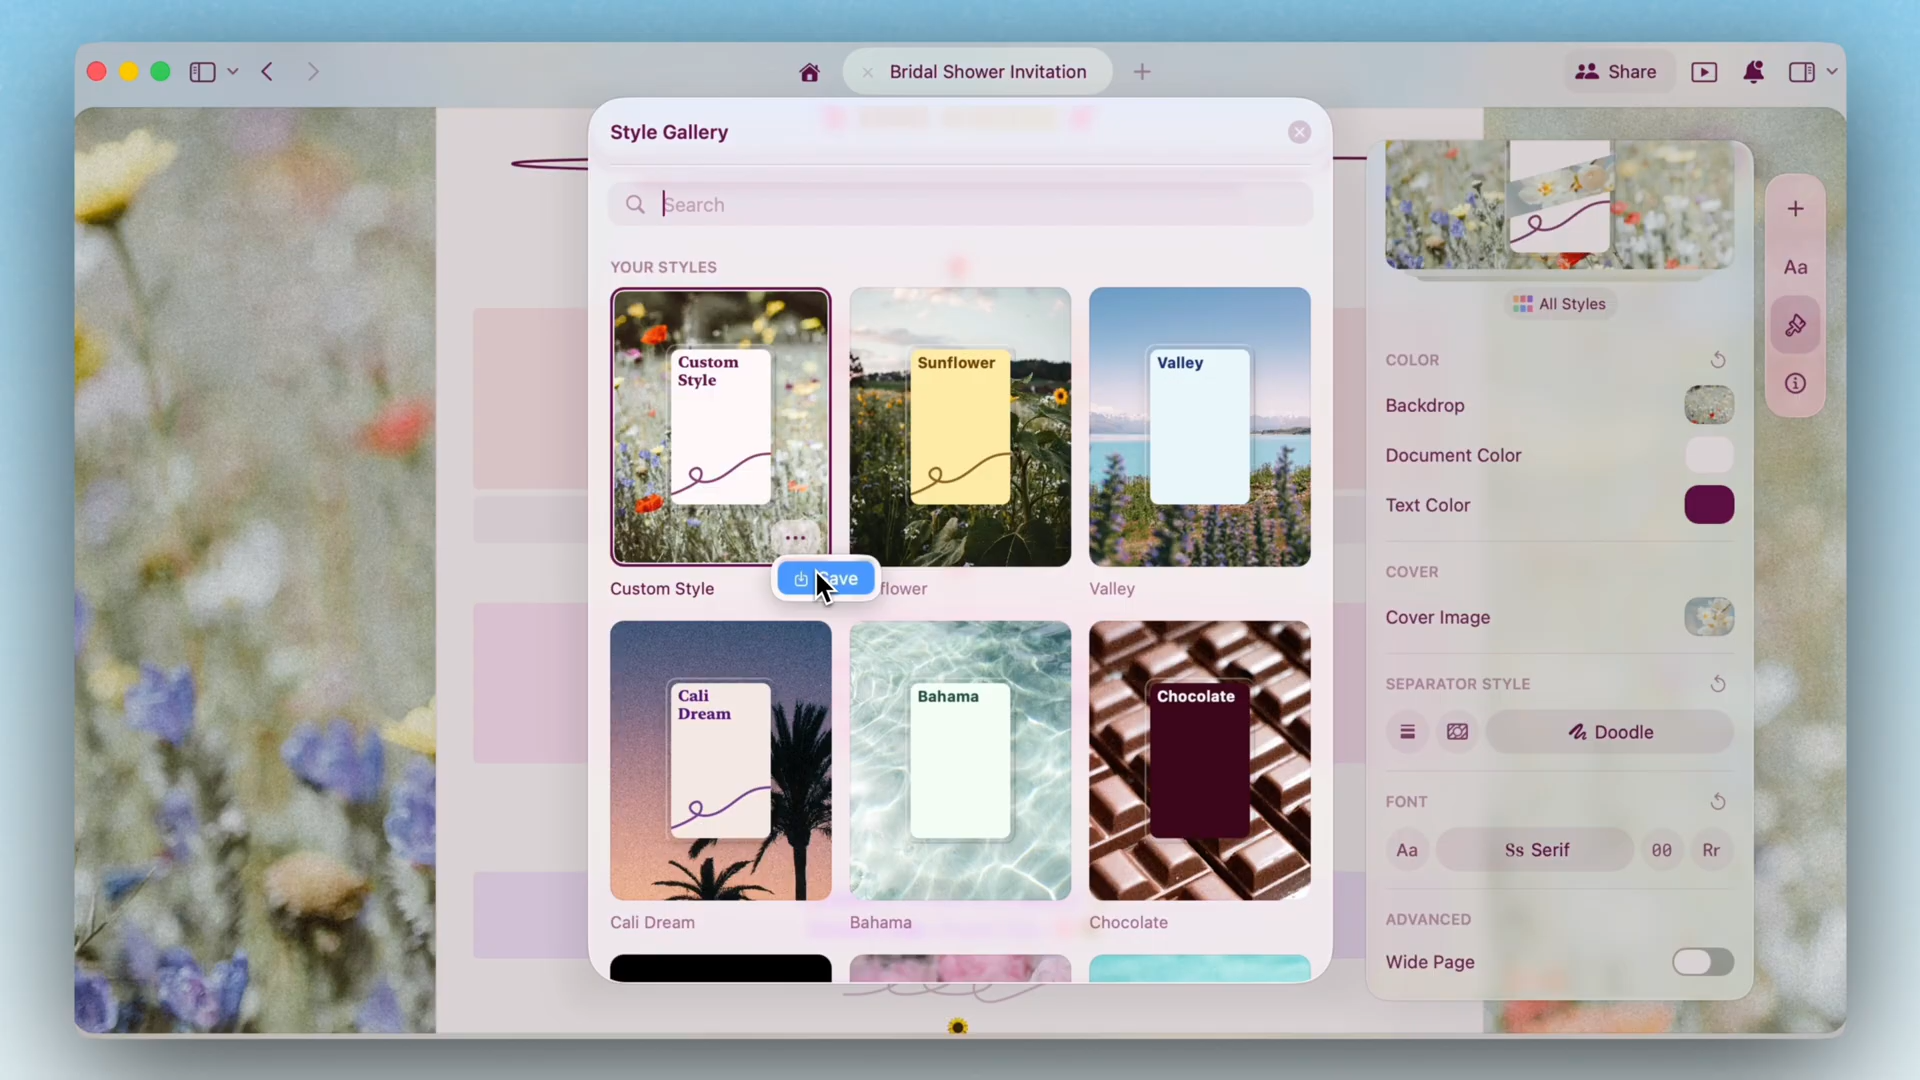 Bridal Shower Invitation
Share
Style Gallery
Search
YOUR STYLES
Custom
Style
Sunflower
Valley
Custom Style
flower
Valley
Cali
Dream
Bahama
Chocolate
Cali Dream
Bahama
Chocolate
All Styles
Aa
COLOR
Backdrop
Document Color
Text Color
COVER
Cover Image
SEPARATOR STYLE
Doodle
FONT
Aa
Ss Serif
00
Rr
ADVANCED
Wide Page